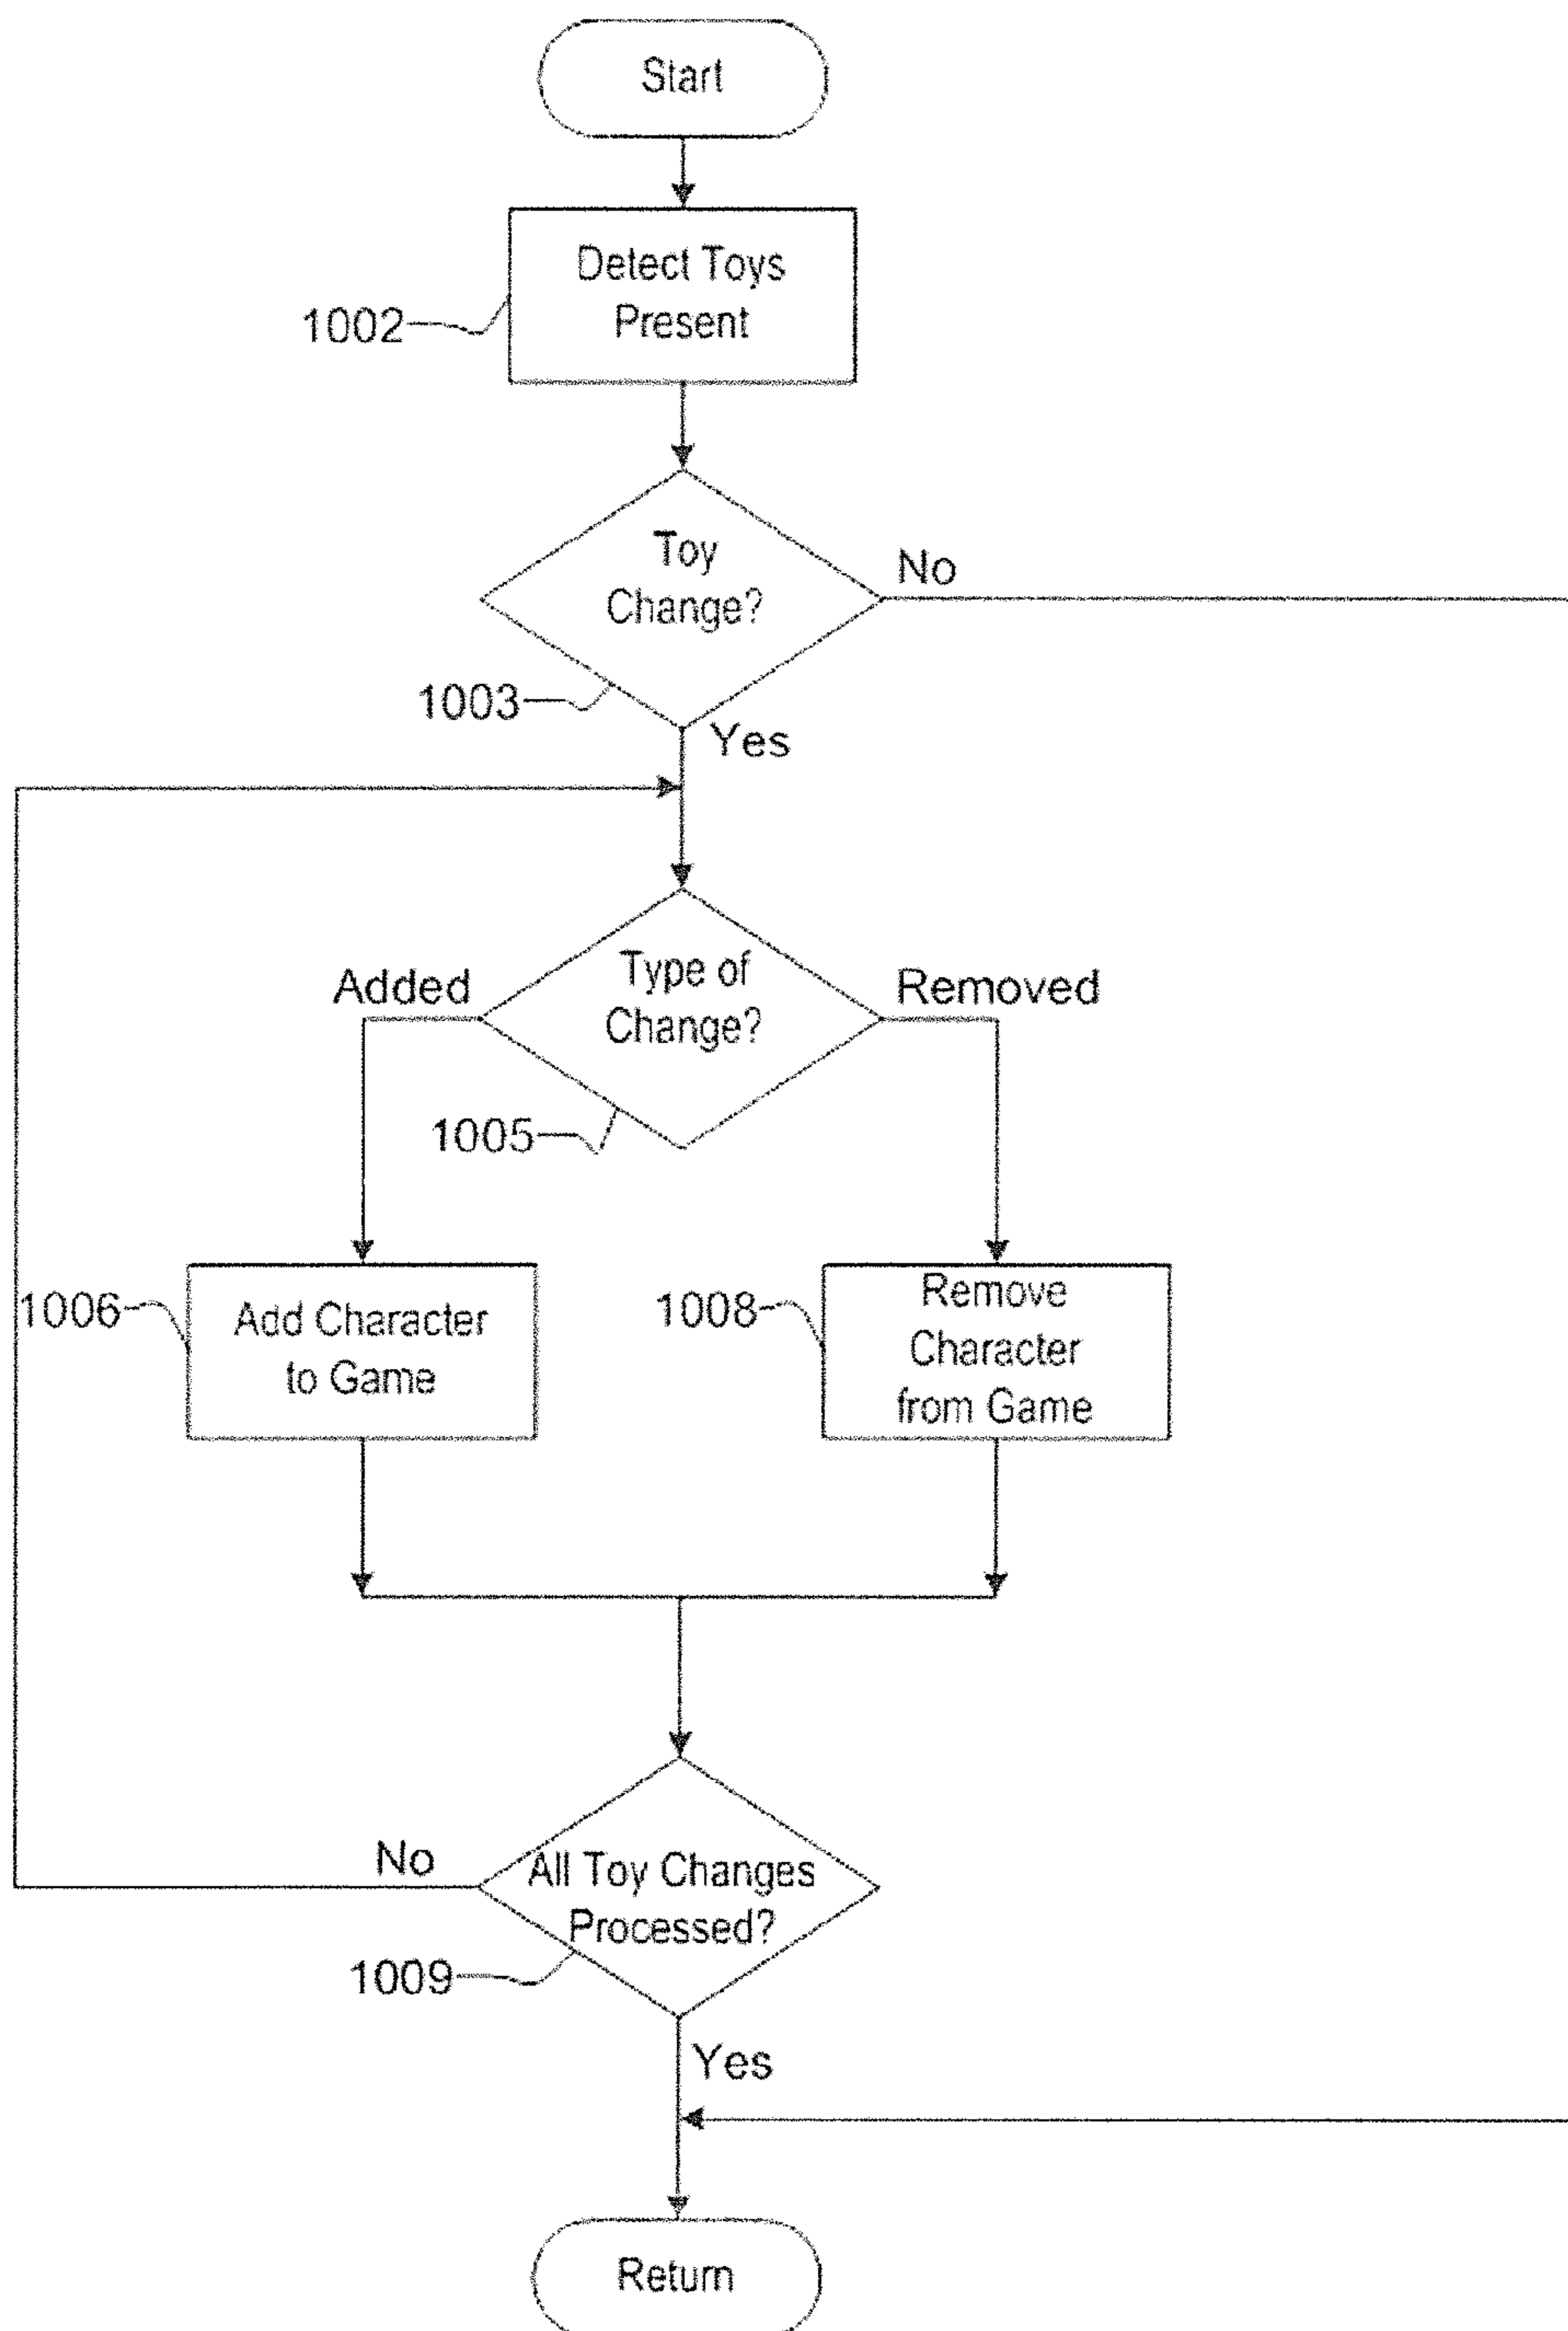 Start
Detect Toys
Present
1002
Toy
Change?
No
1003
Yes
Added
Type of
Change?
Removed
1005
1006
Add Character
to Game
1008
Remove
Character
from Game
No
All Toy Changes
Processed?
1009
Yes
Return